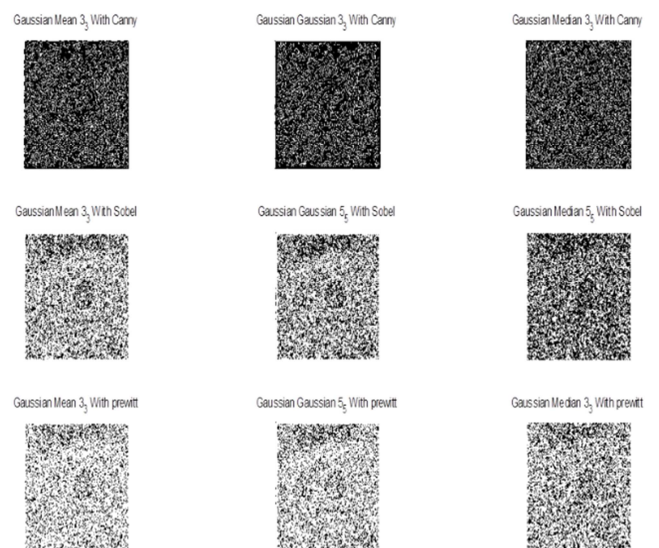 Gaussian Mean 3₃ With Canny
Gaussian Gaussian 3₃ With Canny
Gaussian Median 3₃ With Canny
Gaussian Mean 3₃ With Sobel
Gaussian Gaussian 5₅ With Sobel
Gaussian Median 5₅ With Sobel
Gaussian Mean 3₃ With prewitt
Gaussian Gaussian 5₅ With prewitt
Gaussian Median 3₃ With prewitt